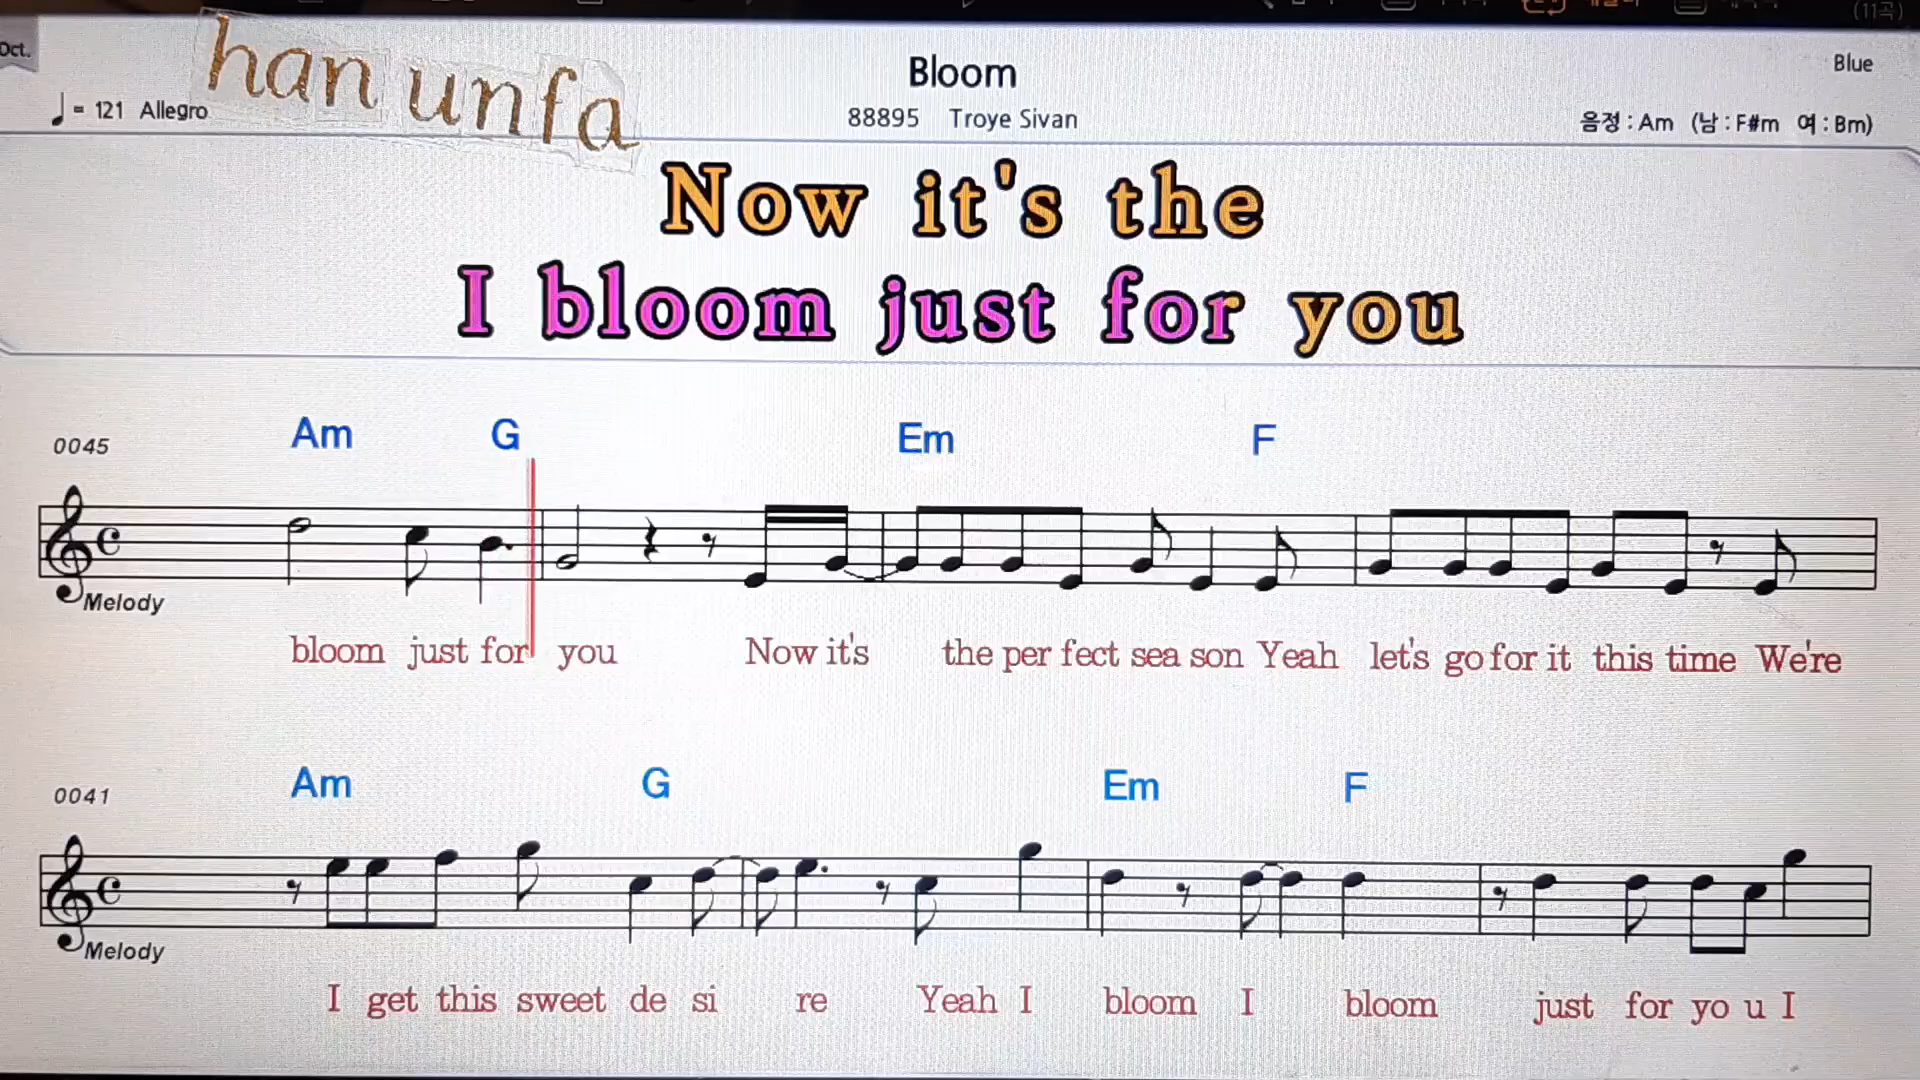 (11곡)
Oct.
han unfa
Bloom
Blue
= 121 Allegro
88895 Troye Sivan
음정 : Am (남 : F#m 여 : Bm)
Now it's the
I bloom just for you
0045 Am G Em F
Melody
bloom just for you Now it's the per fect sea son Yeah let's go for it this time We're
0041 Am G Em F
Melody
I get this sweet de si re Yeah I bloom I bloom just for yo u I